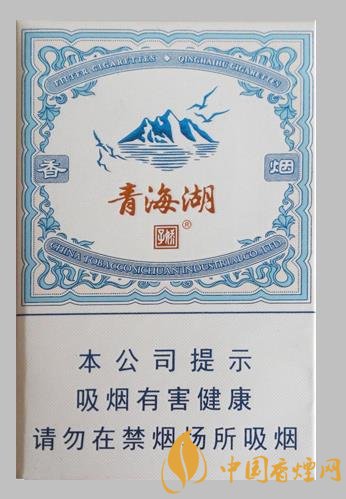 FILTER CIGARETTES ◆ QINGHAIHU CIGARETTES
香 烟
青海湖
娇子 ®
CHINA TOBACCO SICHUAN INDUSTRIAL CO.,LTD.
本公司提示
吸烟有害健康
请勿在禁烟场所吸烟
中国香烟网